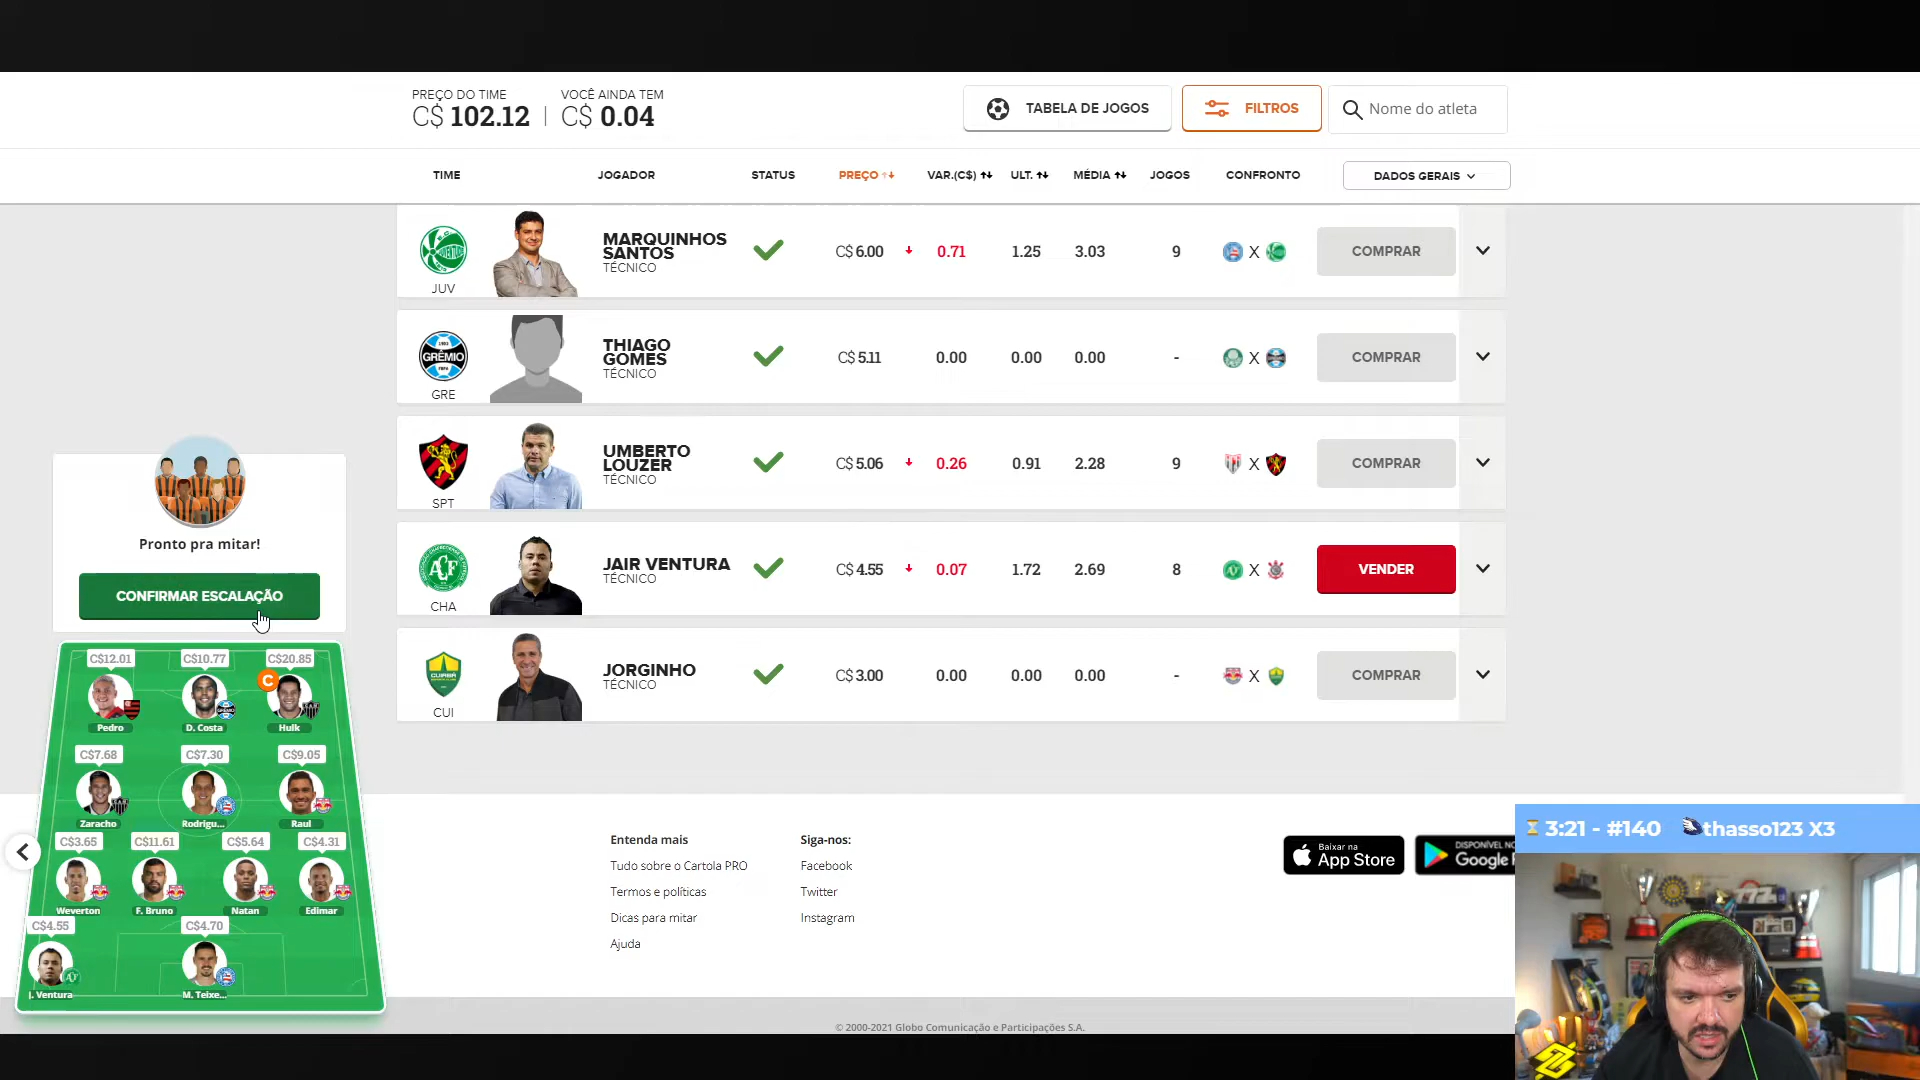 PREÇO DO TIME
C$ 102.12
VOCÊ AINDA TEM
C$ 0.04
TABELA DE JOGOS
FILTROS
Nome do atleta
TIME JOGADOR STATUS PREÇO VAR.(C$) ULT. MÉDIA JOGOS CONFRONTO DADOS GERAIS
JUV
MARQUINHOS
SANTOS
TÉCNICO
C$ 6.00 0.71 1.25 3.03 9 X COMPRAR
GRÊMIO
GRE
THIAGO
GOMES
TÉCNICO
C$ 5.11 0.00 0.00 0.00 - X COMPRAR
SPT
UMBERTO
LOUZER
TÉCNICO
C$ 5.06 0.26 0.91 2.28 9 X COMPRAR
CHA
JAIR VENTURA
TÉCNICO
C$ 4.55 0.07 1.72 2.69 8 X VENDER
CUIABÁ
CUI
JORGINHO
TÉCNICO
C$ 3.00 0.00 0.00 0.00 - X COMPRAR
Pronto pra mitar!
CONFIRMAR ESCALAÇÃO
C$12.01 C$10.77 C$20.85
C
Pedro D. Costa Hulk
C$7.68 C$7.30 C$9.05
Zaracho Rodrigu... Raul
C$3.65 C$11.61 C$5.64 C$4.31
Weverton F. Bruno Natan Edimar
C$4.55 C$4.70
J. Ventura M. Teixe...
Entenda mais
Tudo sobre o Cartola PRO
Termos e políticas
Dicas para mitar
Ajuda
Siga-nos:
Facebook
Twitter
Instagram
Baixar na
App Store
DISPONÍVEL NO
Google
3:21 - #140 thasso123 X3
© 2000-2021 Globo Comunicação e Participações S.A.